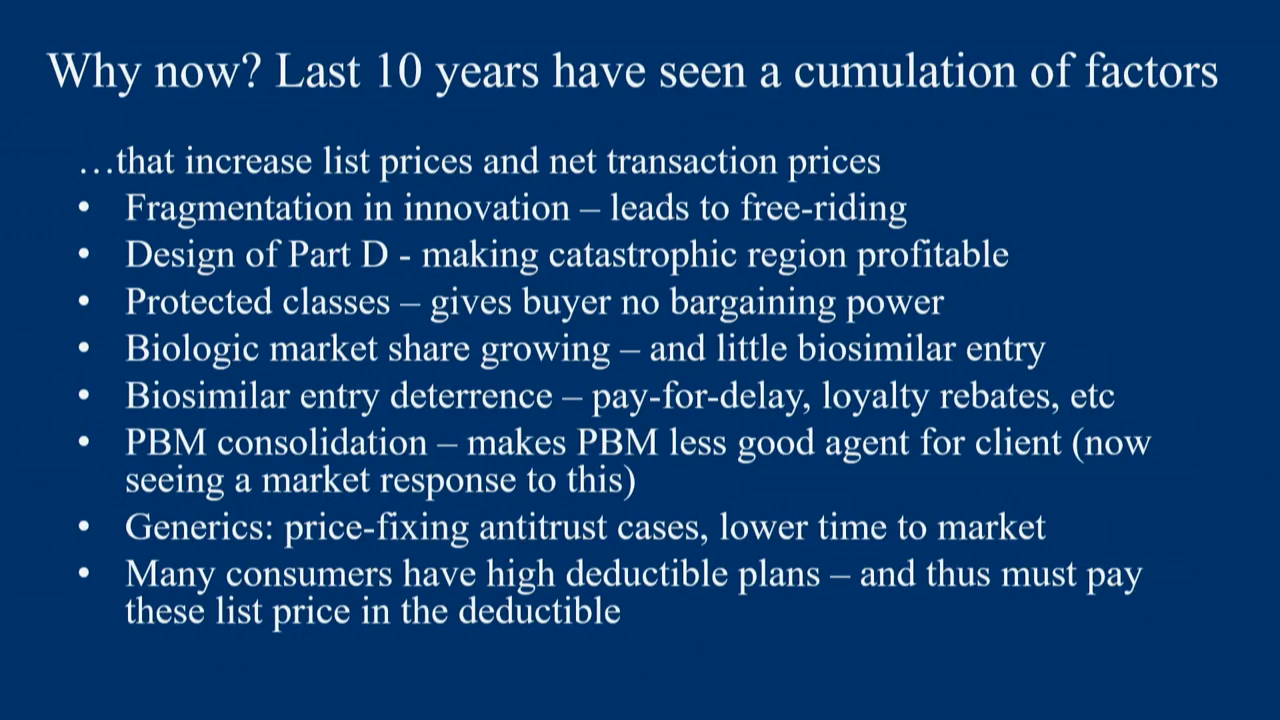 Why now? Last 10 years have seen a cumulation of factors
…that increase list prices and net transaction prices
• Fragmentation in innovation – leads to free-riding
• Design of Part D - making catastrophic region profitable
• Protected classes – gives buyer no bargaining power
• Biologic market share growing – and little biosimilar entry
• Biosimilar entry deterrence – pay-for-delay, loyalty rebates, etc
• PBM consolidation – makes PBM less good agent for client (now
seeing a market response to this)
• Generics: price-fixing antitrust cases, lower time to market
• Many consumers have high deductible plans – and thus must pay
these list price in the deductible